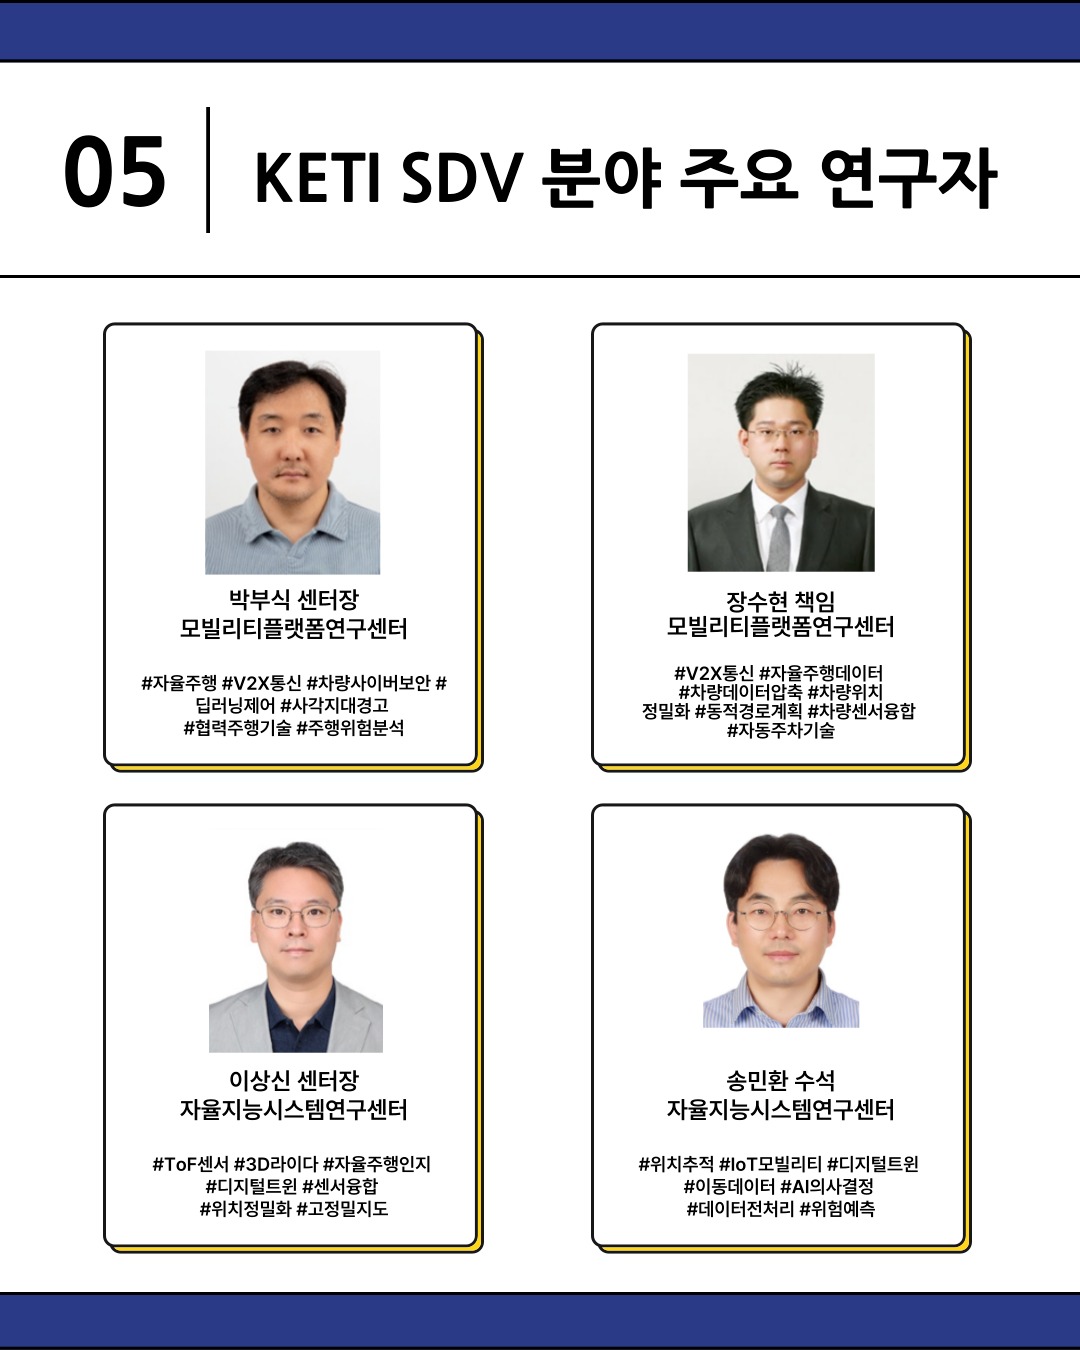 05
KETI SDV 분야 주요 연구자
박부식 센터장
모빌리티플랫폼연구센터
#자율주행 #V2X통신 #차량사이버보안 #
딥러닝제어 #사각지대경고
#협력주행기술 #주행위험분석
장수현 책임
모빌리티플랫폼연구센터
#V2X통신 #자율주행데이터
#차량데이터압축 #차량위치
정밀화 #동적경로계획 #차량센서융합
#자동주차기술
이상신 센터장
자율지능시스템연구센터
#ToF센서 #3D라이다 #자율주행인지
#디지털트윈 #센서융합
#위치정밀화 #고정밀지도
송민환 수석
자율지능시스템연구센터
#위치추적 #IoT모빌리티 #디지털트윈
#이동데이터 #AI의사결정
#데이터전처리 #위험예측